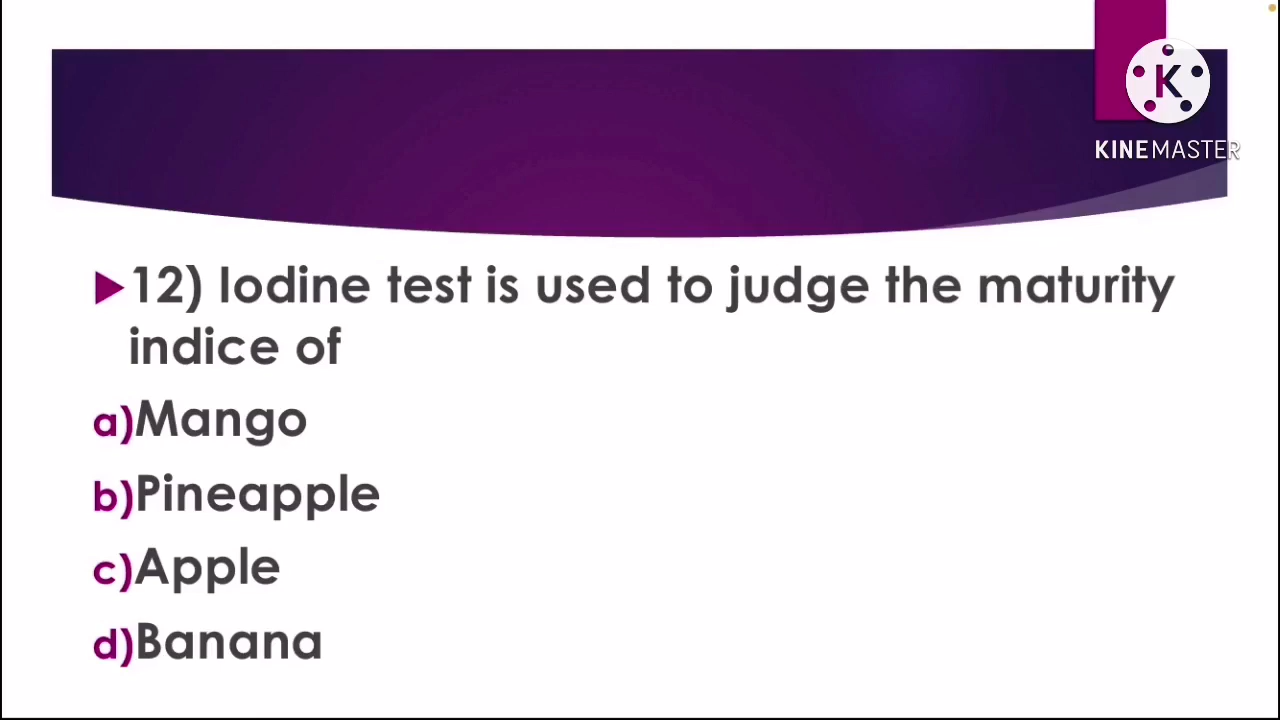 K
KINEMASTER
▶12) Iodine test is used to judge the maturity
indice of
a)Mango
b)Pineapple
c)Apple
d)Banana